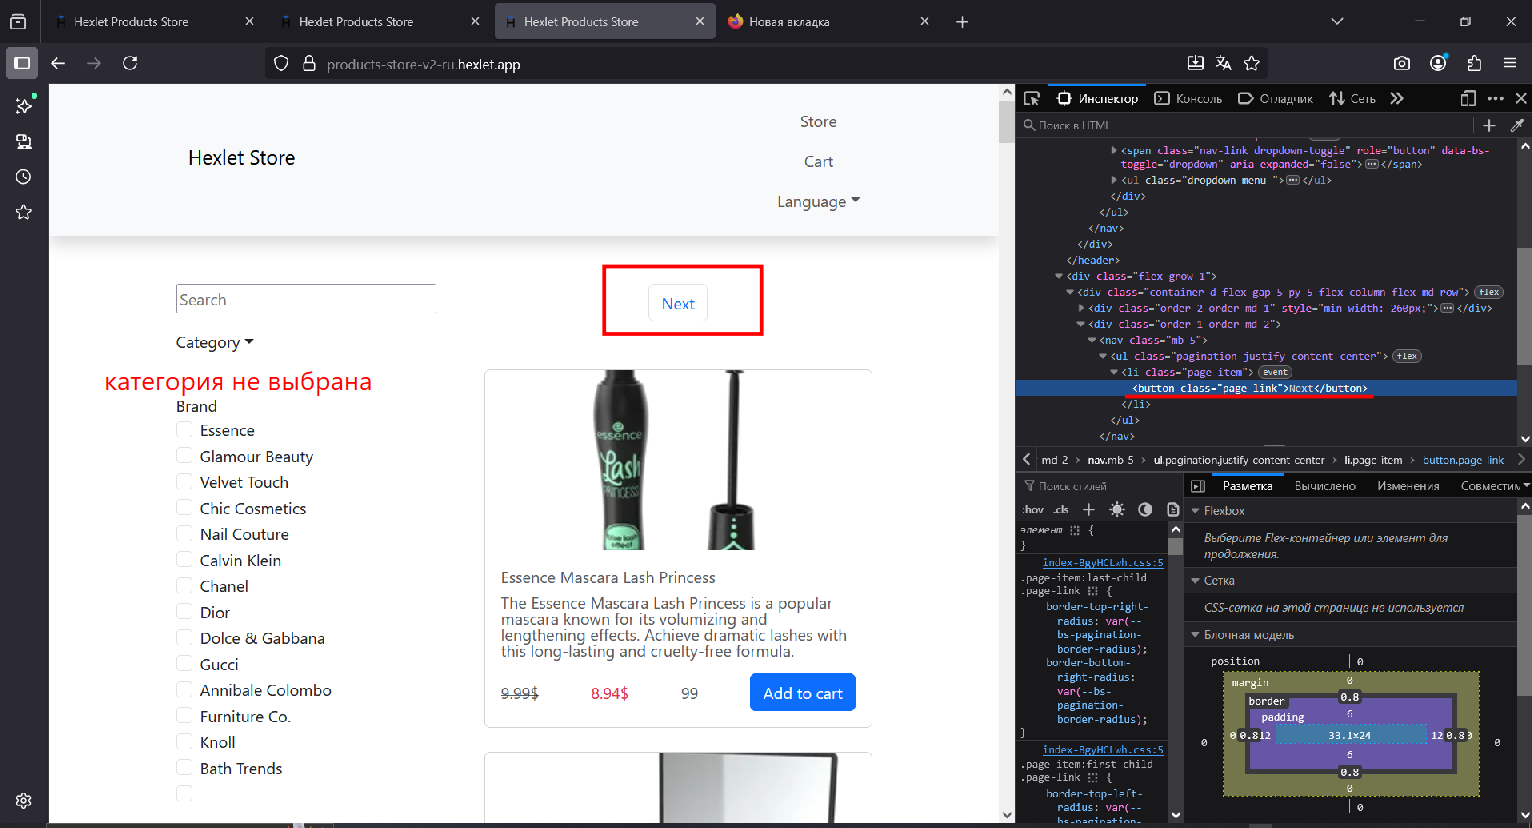 Hexlet Products Store
Hexlet Products Store
Hexlet Products Store
Новая вкладка
products-store-v2-ru.hexlet.app
Hexlet Store
Store
Cart
Language
Search
Category
категория не выбрана
Brand
Essence
Glamour Beauty
Velvet Touch
Chic Cosmetics
Nail Couture
Calvin Klein
Chanel
Dior
Dolce & Gabbana
Gucci
Annibale Colombo
Furniture Co.
Knoll
Bath Trends
Next
essence
Lash
PRINCESS
Essence Mascara Lash Princess
The Essence Mascara Lash Princess is a popular
mascara known for its volumizing and
lengthening effects. Achieve dramatic lashes with
this long-lasting and cruelty-free formula.
9.99$ 8.94$ 99 Add to cart
Инспектор
Консоль
Отладчик
Сеть
Поиск в HTML
<span class="nav-link dropdown-toggle" role="button" data-bs-
toggle="dropdown" aria-expanded="false"></span>
<ul class="dropdown-menu "></ul>
</div>
</ul>
</nav>
</div>
</header>
<div class="flex-grow-1">
<div class="container d-flex gap-5 py-5 flex-column flex-md-row"> flex
<div class="order-2 order-md-1" style="min-width: 260px;"></div>
<div class="order-1 order-md-2">
<nav class="mb-5">
<ul class="pagination justify-content-center"> flex
<li class="page-item"> event
<button class="page-link">Next</button>
</li>
</ul>
</nav>
md-2 > nav.mb-5 > ul.pagination.justify-content-center > li.page-item > button.page-link
Поиск стилей
:hov .cls
элемент {
}
index-BgyHCLwh.css:5
.page-item:last-child
.page-link {
border-top-right-
radius: var(--
bs-pagination-
border-radius);
border-bottom-
right-radius:
var(--bs-
pagination-
border-radius);
}
index-BgyHCLwh.css:5
.page-item:first-child
.page-link {
border-top-left-
radius: var(--
bs-pagination-
Разметка
Вычислено
Изменения
Совместим
Flexbox
Выберите Flex-контейнер или элемент для
продолжения.
Сетка
CSS-сетка на этой странице не используется
Блочная модель
position 0
margin 0
border 0.8
padding 6
0 0 0.8 12 33.1×24 12 0.8 0 0
6
0.8
0
0